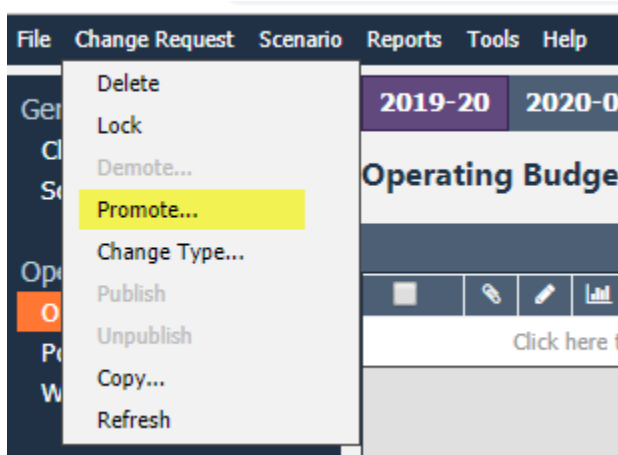 File Change Request Scenario Reports Tools Help
Delete
Lock
Demote...
Promote...
Change Type...
Publish
Unpublish
Copy...
Refresh
2019-20 2020-
Operating
Click here